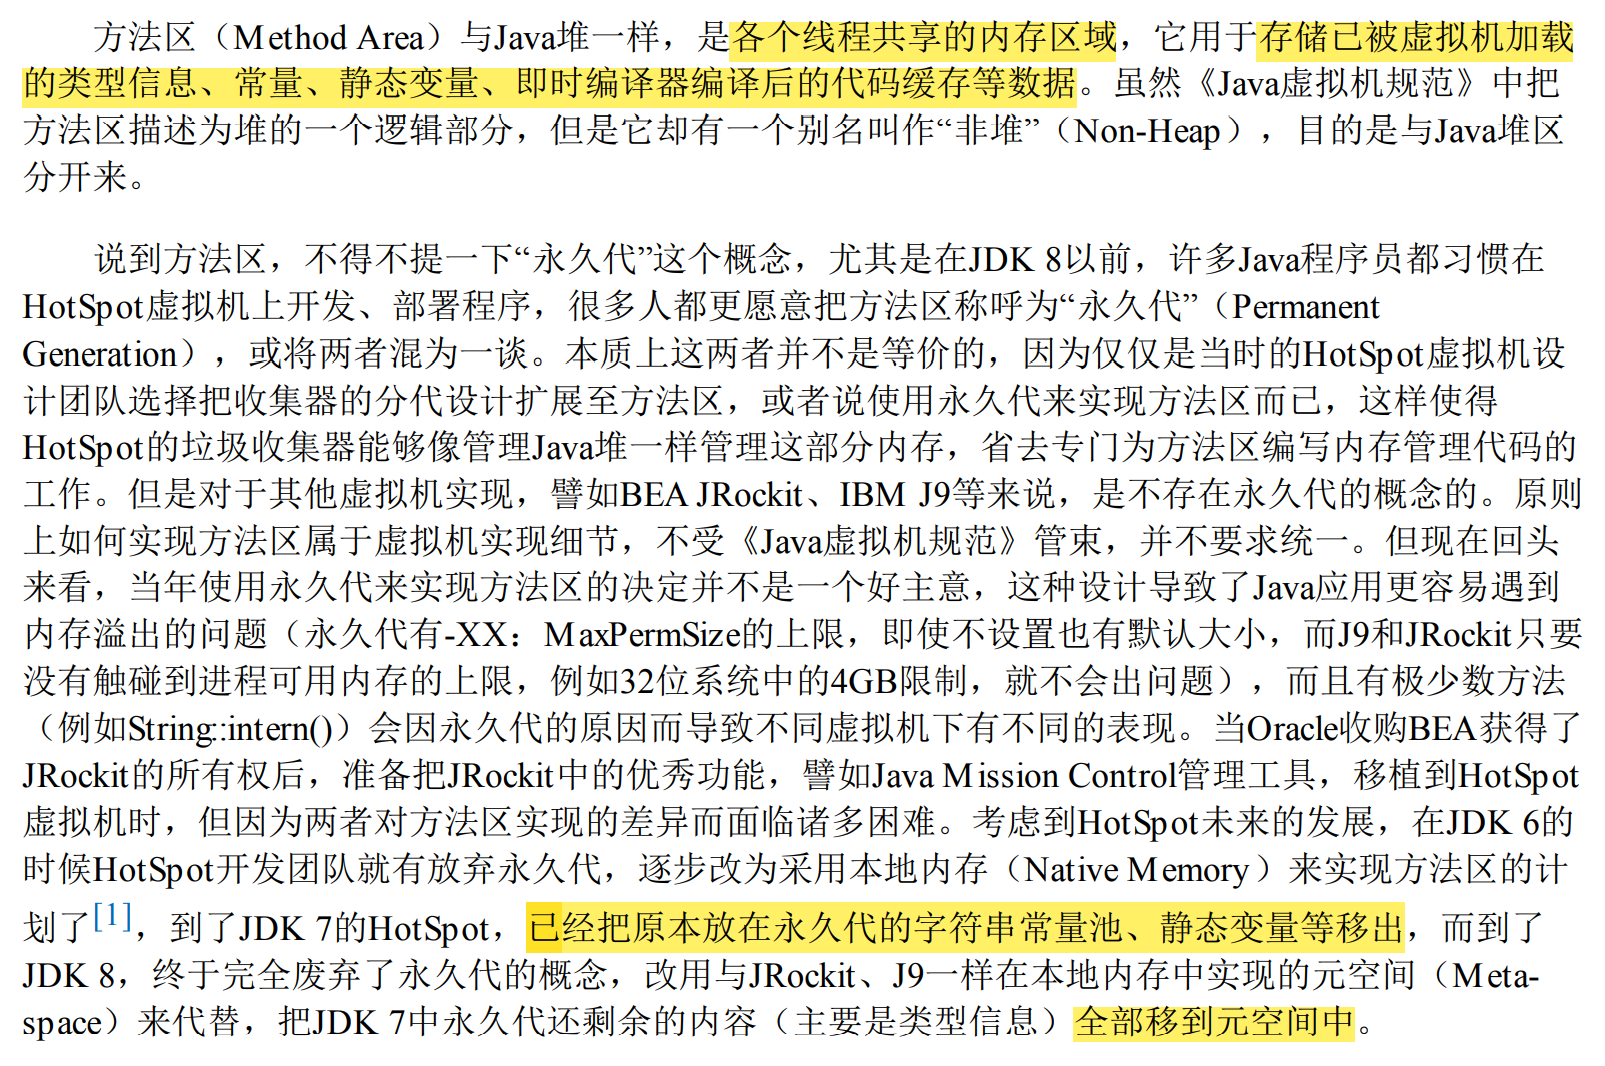 方法区（Method Area）与Java堆一样，是各个线程共享的内存区域，它用于存储已被虚拟机加载
的类型信息、常量、静态变量、即时编译器编译后的代码缓存等数据。虽然《Java虚拟机规范》中把
方法区描述为堆的一个逻辑部分，但是它却有一个别名叫作“非堆”（Non-Heap），目的是与Java堆区
分开来。
说到方法区，不得不提一下“永久代”这个概念，尤其是在JDK 8以前，许多Java程序员都习惯在
HotSpot虚拟机上开发、部署程序，很多人都更愿意把方法区称呼为“永久代”（Permanent
Generation），或将两者混为一谈。本质上这两者并不是等价的，因为仅仅是当时的HotSpot虚拟机设
计团队选择把收集器的分代设计扩展至方法区，或者说使用永久代来实现方法区而已，这样使得
HotSpot的垃圾收集器能够像管理Java堆一样管理这部分内存，省去专门为方法区编写内存管理代码的
工作。但是对于其他虚拟机实现，譬如BEA JRockit、IBM J9等来说，是不存在永久代的概念的。原则
上如何实现方法区属于虚拟机实现细节，不受《Java虚拟机规范》管束，并不要求统一。但现在回头
来看，当年使用永久代来实现方法区的决定并不是一个好主意，这种设计导致了Java应用更容易遇到
内存溢出的问题（永久代有-XX：MaxPermSize的上限，即使不设置也有默认大小，而J9和JRockit只要
没有触碰到进程可用内存的上限，例如32位系统中的4GB限制，就不会出问题），而且有极少数方法
（例如String::intern()）会因永久代的原因而导致不同虚拟机下有不同的表现。当Oracle收购BEA获得了
JRockit的所有权后，准备把JRockit中的优秀功能，譬如Java Mission Control管理工具，移植到HotSpot
虚拟机时，但因为两者对方法区实现的差异而面临诸多困难。考虑到HotSpot未来的发展，在JDK 6的
时候HotSpot开发团队就有放弃永久代，逐步改为采用本地内存（Native Memory）来实现方法区的计
划了[1]，到了JDK 7的HotSpot，已经把原本放在永久代的字符串常量池、静态变量等移出，而到了
JDK 8，终于完全废弃了永久代的概念，改用与JRockit、J9一样在本地内存中实现的元空间（Meta-
space）来代替，把JDK 7中永久代还剩余的内容（主要是类型信息）全部移到元空间中。